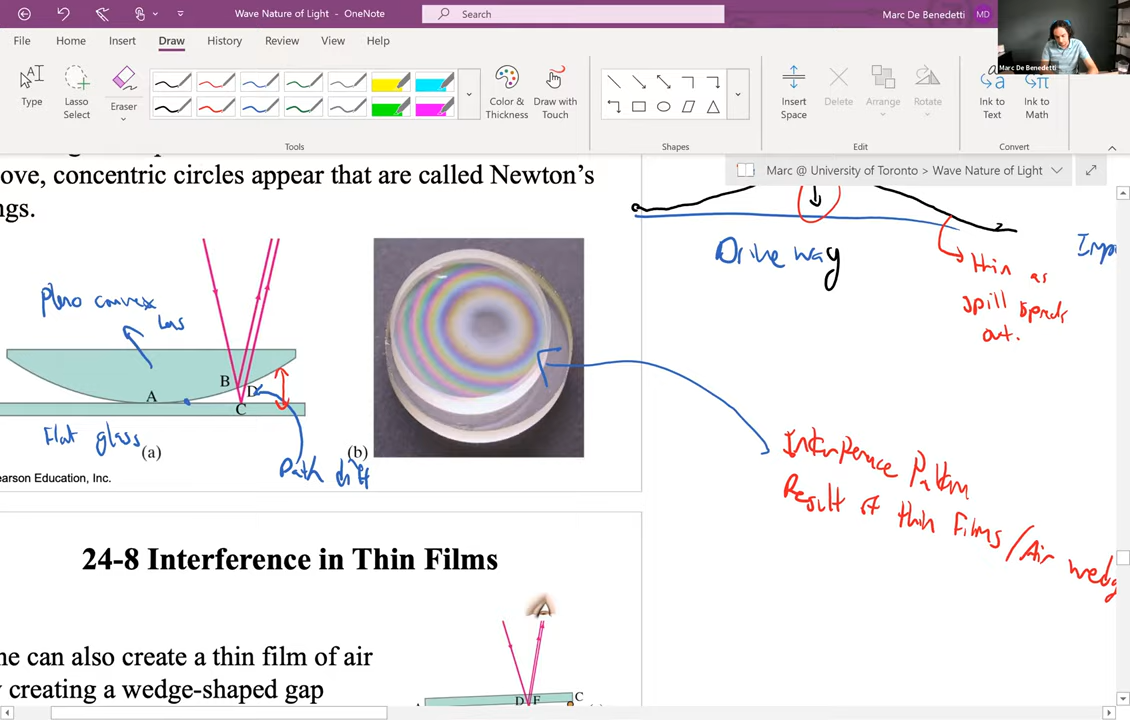 Wave Nature of Light - OneNote
Search
Marc De Benedetti
MD
File Home Insert Draw History Review View Help
Marc De Benedetti
Type
Lasso Select
Eraser
Color & Thickness
Draw with Touch
Insert Space
Delete
Arrange
Rotate
Ink to Text
Ink to Math
Tools
Shapes
Edit
Convert
Marc @ University of Toronto > Wave Nature of Light
ove, concentric circles appear that are called Newton's
ngs.
Drive way
Thin as
spill spreads
out.
Plano convex
lens
B
D
A
C
Flat glass
(a)
(b)
Path diff
earson Education, Inc.
Interference Pattern
Result of thin films / Air wedg
24-8 Interference in Thin Films
ne can also create a thin film of air
y creating a wedge-shaped gap
D F C